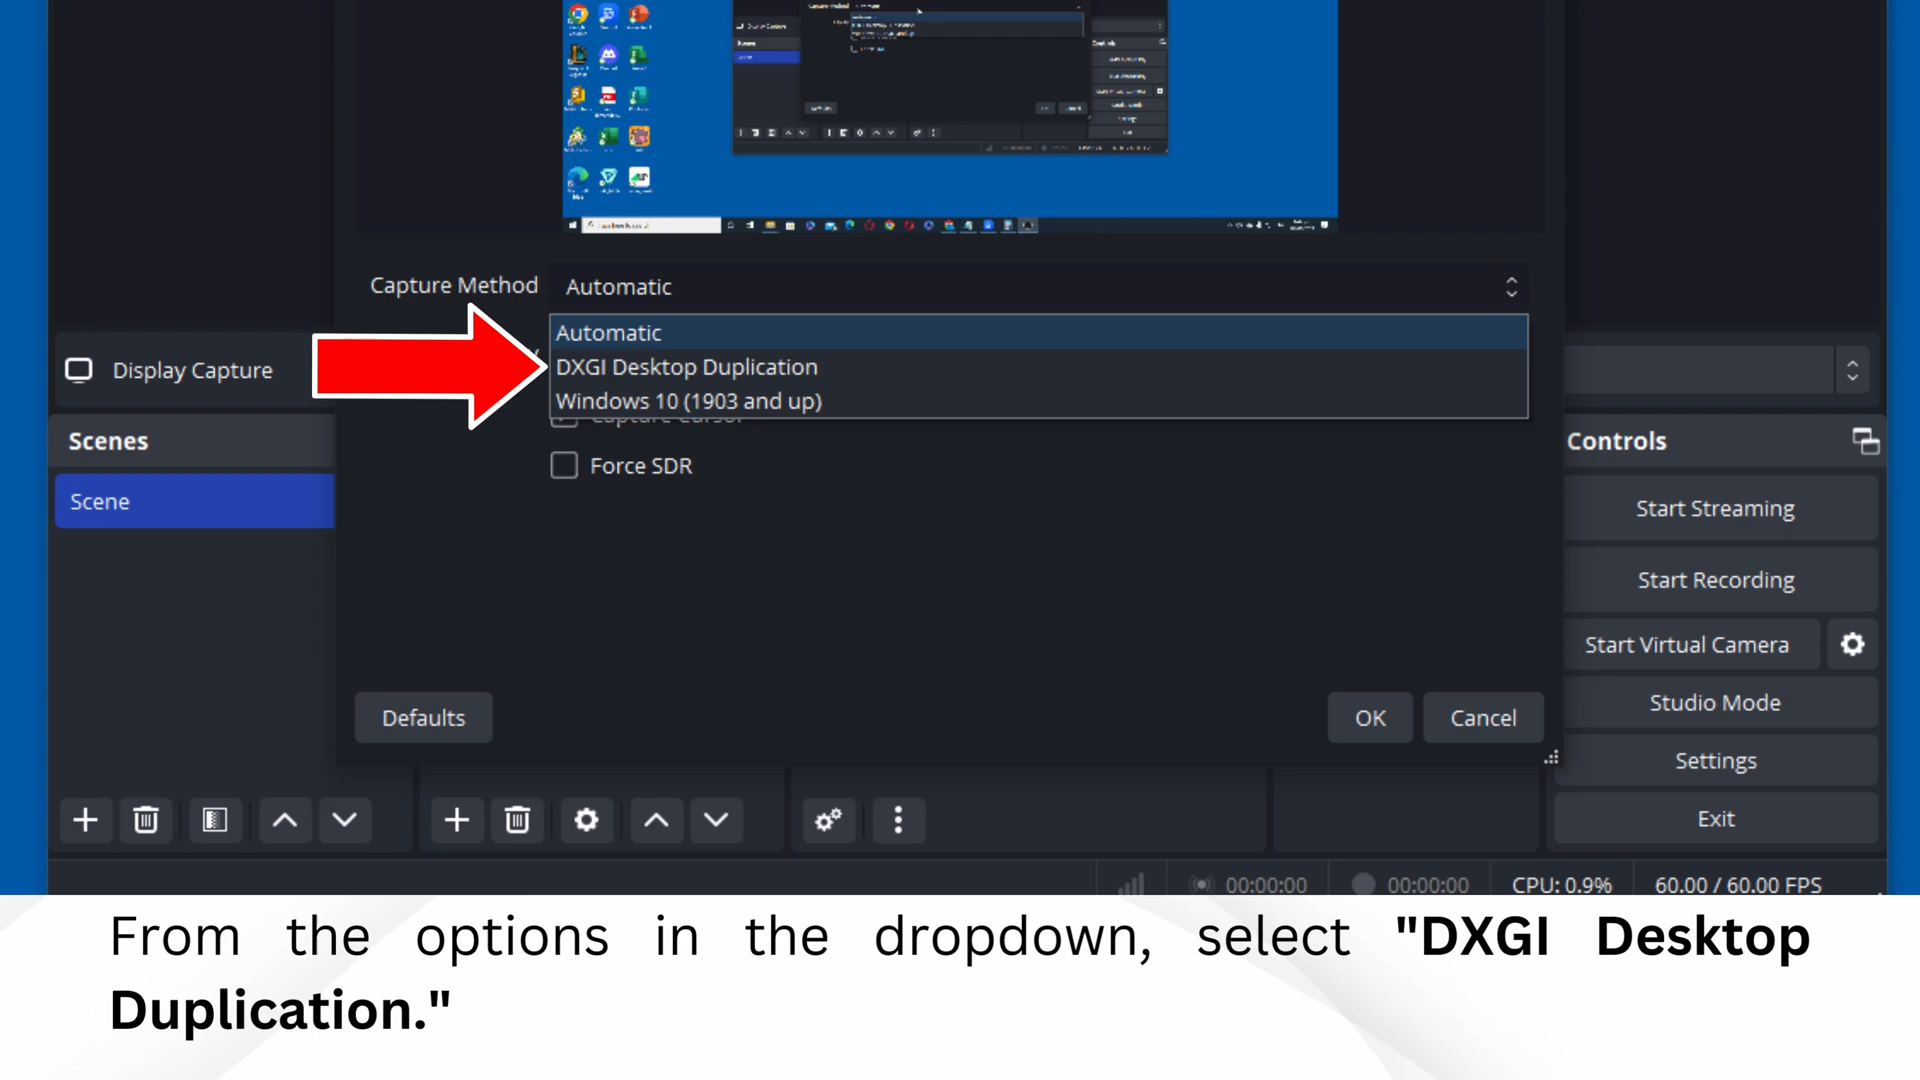 Capture Method
Automatic
Automatic
DXGI Desktop Duplication
Windows 10 (1903 and up)
Capture Cursor
Force SDR
Display Capture
Scenes
Scene
Controls
Start Streaming
Start Recording
Start Virtual Camera
Studio Mode
Settings
Exit
Defaults
OK
Cancel
00:00:00
00:00:00
CPU: 0.9%
60.00 / 60.00 FPS
From the options in the dropdown, select "DXGI Desktop
Duplication."